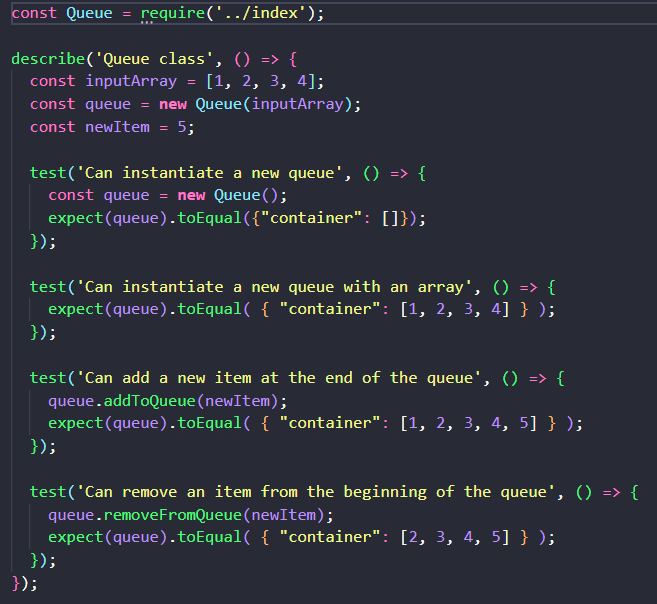 const Queue = require('../index');

describe('Queue class', () => {
  const inputArray = [1, 2, 3, 4];
  const queue = new Queue(inputArray);
  const newItem = 5;

  test('Can instantiate a new queue', () => {
    const queue = new Queue();
    expect(queue).toEqual({"container": []});
  });

  test('Can instantiate a new queue with an array', () => {
    expect(queue).toEqual( { "container": [1, 2, 3, 4] } );
  });

  test('Can add a new item at the end of the queue', () => {
    queue.addToQueue(newItem);
    expect(queue).toEqual( { "container": [1, 2, 3, 4, 5] } );
  });

  test('Can remove an item from the beginning of the queue', () => {
    queue.removeFromQueue(newItem);
    expect(queue).toEqual( { "container": [2, 3, 4, 5] } );
  });
});